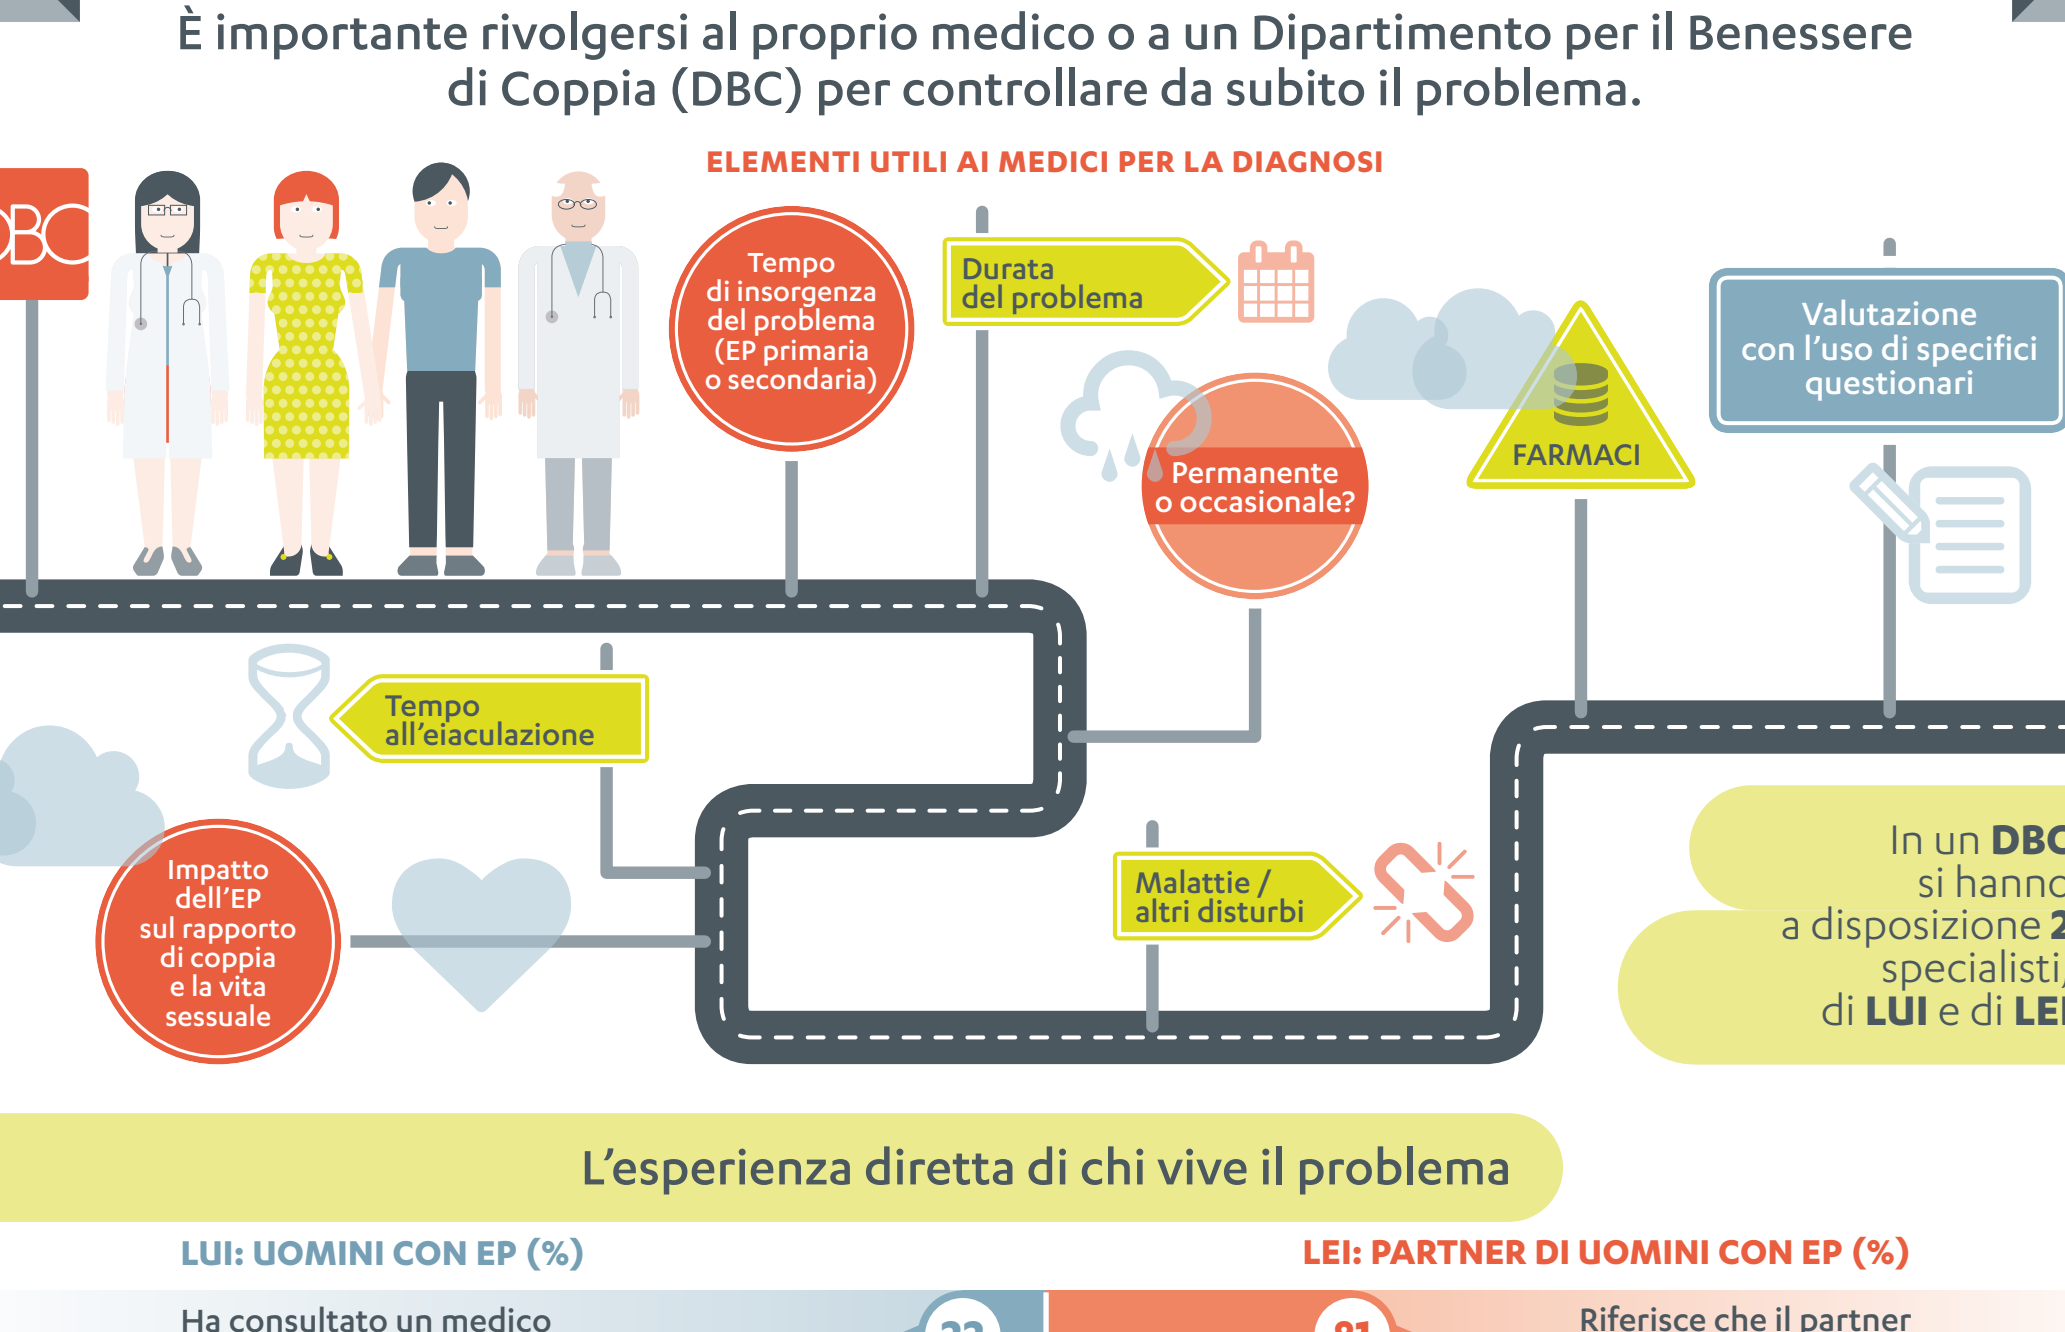 È importante rivolgersi al proprio medico o a un Dipartimento per il Benessere
di Coppia (DBC) per controllare da subito il problema.
ELEMENTI UTILI AI MEDICI PER LA DIAGNOSI
DBC
Tempo
di insorgenza
del problema
(EP primaria
o secondaria)
Durata
del problema
Permanente
o occasionale?
FARMACI
Valutazione
con l'uso di specifici
questionari
Tempo
all'eiaculazione
Impatto
dell'EP
sul rapporto
di coppia
e la vita
sessuale
Malattie /
altri disturbi
In un DBC
si hanno
a disposizione 2
specialisti,
di LUI e di LEI
L'esperienza diretta di chi vive il problema
LUI: UOMINI CON EP (%)
LEI: PARTNER DI UOMINI CON EP (%)
Ha consultato un medico
81
Riferisce che il partner